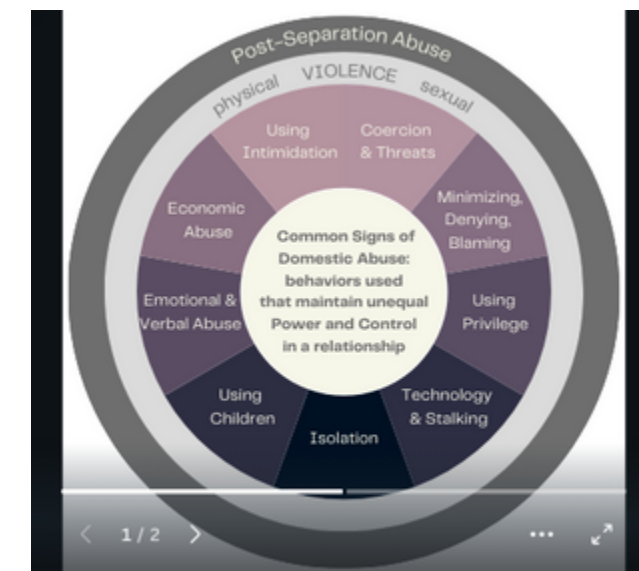 Post-Separation Abuse
physical VIOLENCE sexual
Using
Intimidation
Coercion
& Threats
Economic
Abuse
Minimizing,
Denying,
Blaming
Common Signs of
Domestic Abuse:
behaviors used
that maintain unequal
Power and Control
in a relationship
Emotional &
Verbal Abuse
Using
Privilege
Using
Children
Technology
& Stalking
Isolation
1/2